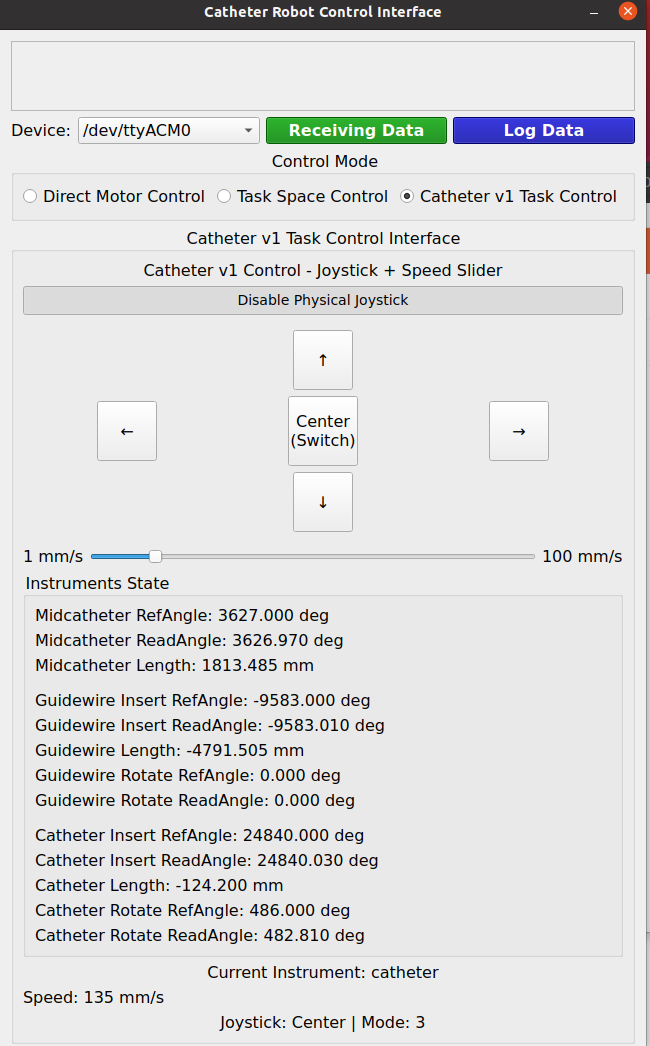 Catheter Robot Control Interface
Device: /dev/ttyACM0 Receiving Data Log Data
Control Mode
Direct Motor Control Task Space Control Catheter v1 Task Control
Catheter v1 Task Control Interface
Catheter v1 Control - Joystick + Speed Slider
Disable Physical Joystick
↑
← Center →
(Switch)
↓
1 mm/s 100 mm/s
Instruments State
Midcatheter RefAngle: 3627.000 deg
Midcatheter ReadAngle: 3626.970 deg
Midcatheter Length: 1813.485 mm
Guidewire Insert RefAngle: -9583.000 deg
Guidewire Insert ReadAngle: -9583.010 deg
Guidewire Length: -4791.505 mm
Guidewire Rotate RefAngle: 0.000 deg
Guidewire Rotate ReadAngle: 0.000 deg
Catheter Insert RefAngle: 24840.000 deg
Catheter Insert ReadAngle: 24840.030 deg
Catheter Length: -124.200 mm
Catheter Rotate RefAngle: 486.000 deg
Catheter Rotate ReadAngle: 482.810 deg
Current Instrument: catheter
Speed: 135 mm/s
Joystick: Center | Mode: 3